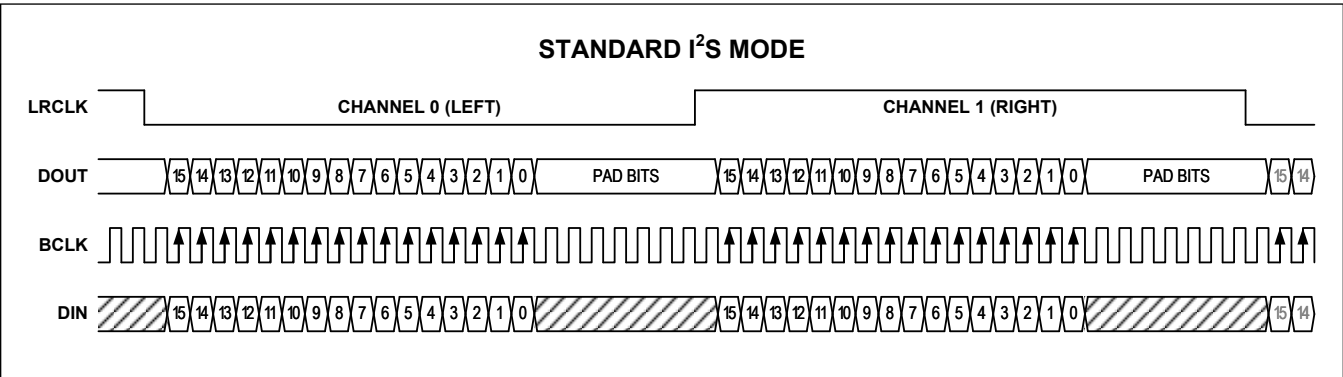 STANDARD I²S MODE
LRCLK CHANNEL 0 (LEFT) CHANNEL 1 (RIGHT)
DOUT 15 14 13 12 11 10 9 8 7 6 5 4 3 2 1 0 PAD BITS 15 14 13 12 11 10 9 8 7 6 5 4 3 2 1 0 PAD BITS 15 14
BCLK
DIN 15 14 13 12 11 10 9 8 7 6 5 4 3 2 1 0 15 14 13 12 11 10 9 8 7 6 5 4 3 2 1 0 15 14